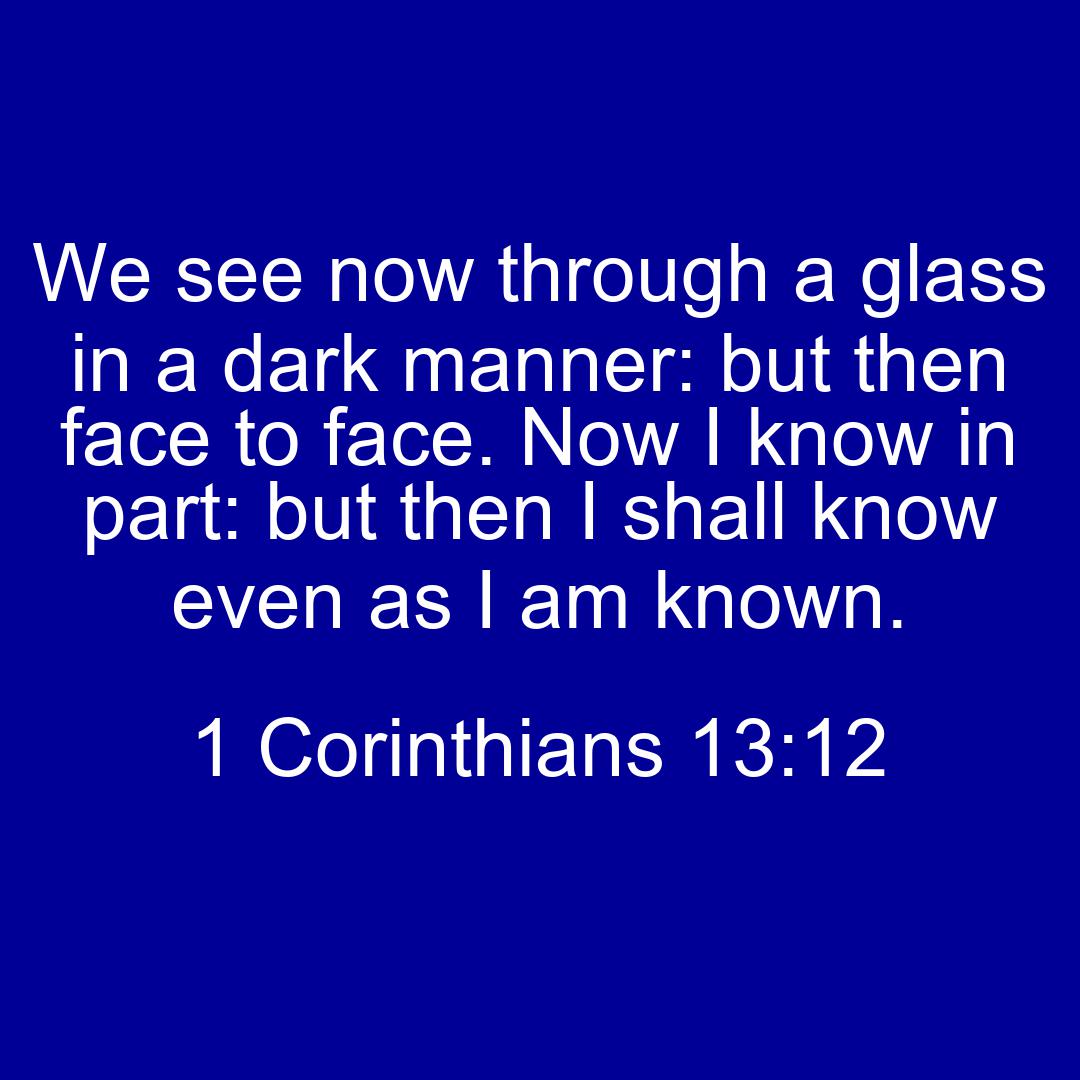 We see now through a glass
in a dark manner: but then
face to face. Now I know in
part: but then I shall know
even as I am known.
1 Corinthians 13:12